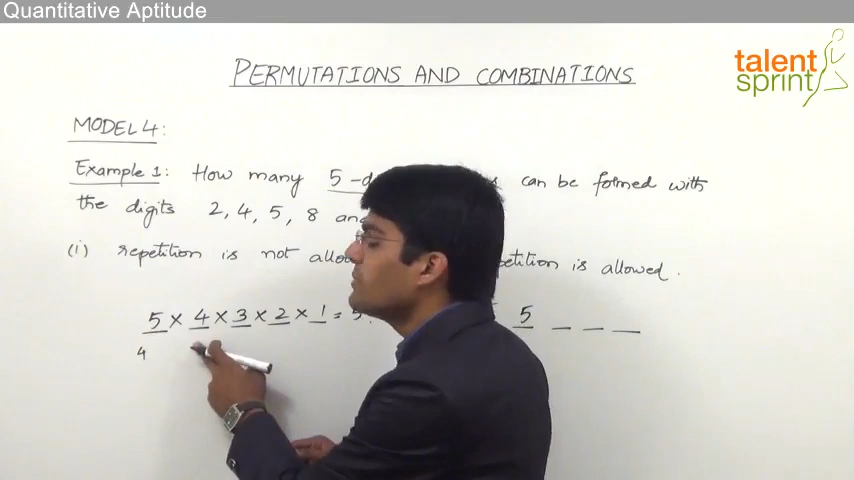 Quantitative Aptitude
talent
sprint
PERMUTATIONS AND COMBINATIONS
MODEL 4:
Example 1: How many 5-d can be formed with
the digits 2, 4, 5, 8 and
(i) repetition is not allo petition is allowed.
5 × 4 × 3 × 2 × 1 = 5. 5 _ _ _
4